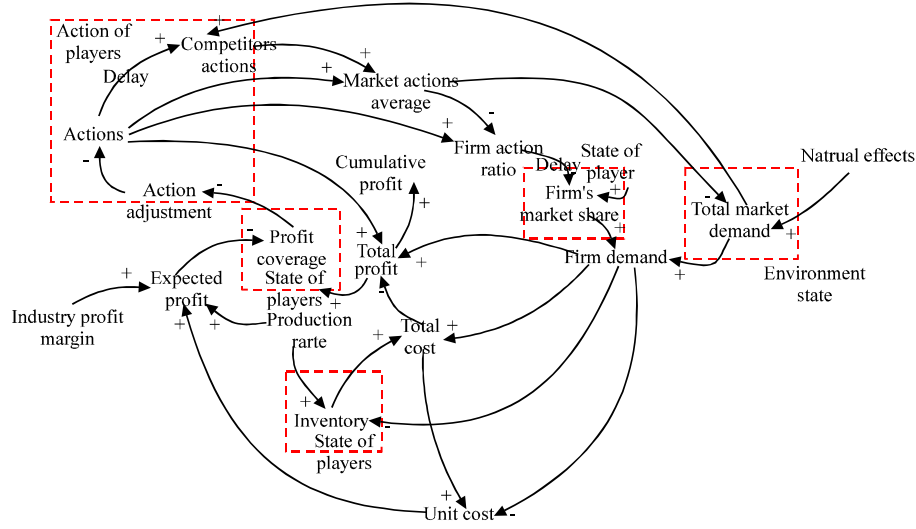 Action of
players
Competitors
actions
Delay
Market actions
average
Actions
Firm action
ratio
Delay
State of
player
Natrual effects
Cumulative
profit
Action
adjustment
Firm's
market share
Total market
demand
Profit
coverage
State of
players
Total
profit
Firm demand
Environment
state
Expected
profit
Industry profit
margin
Production
rarte
Total
cost
Inventory
State of
players
Unit cost
+
+
+
+
-
+
-
-
-
+
+
-
+
+
+
+
-
+
+
-
+
+
+
+
+
+
-
+
-